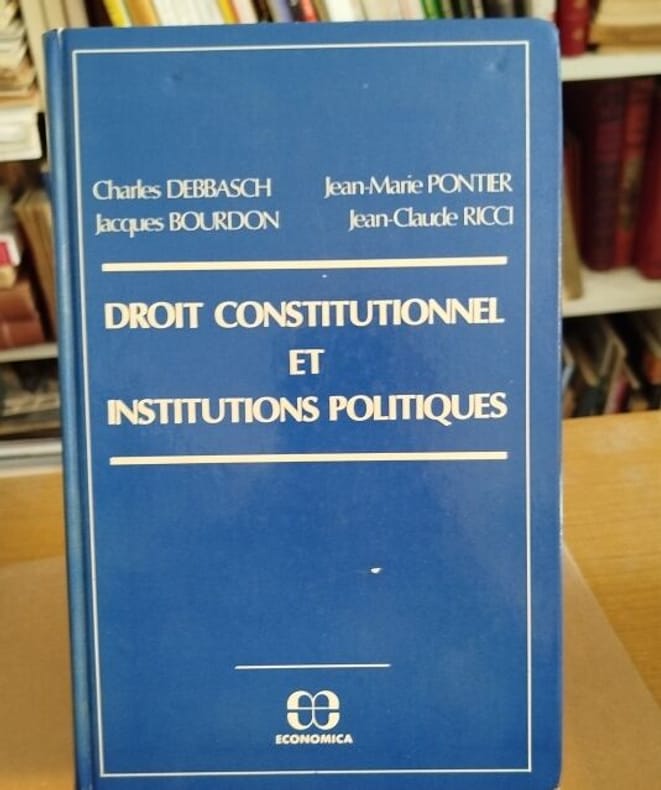 Charles DEBBASCH Jean-Marie PONTIER
Jacques BOURDON Jean-Claude RICCI
DROIT CONSTITUTIONNEL
ET
INSTITUTIONS POLITIQUES
ECONOMICA